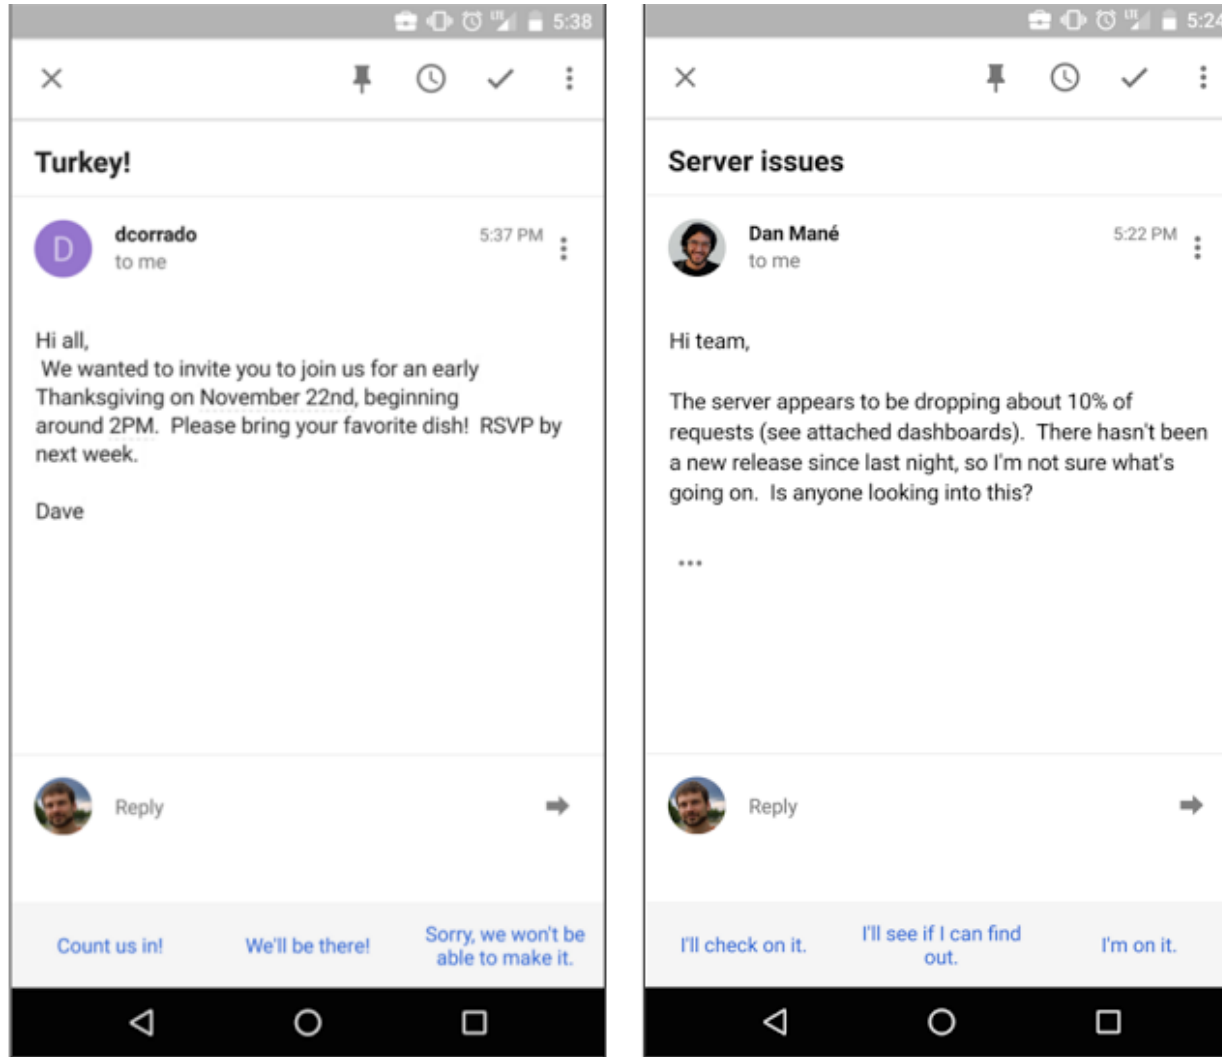 5:38
Turkey!
D
dcorrado
5:37 PM
to me
Hi all,
We wanted to invite you to join us for an early
Thanksgiving on November 22nd, beginning
around 2PM.  Please bring your favorite dish!  RSVP by
next week.
Dave
Reply
Count us in!
We'll be there!
Sorry, we won't be
able to make it.
LTE 5:24
Server issues
Dan Mané
5:22 PM
to me
Hi team,
The server appears to be dropping about 10% of
requests (see attached dashboards).  There hasn't been
a new release since last night, so I'm not sure what's
going on.  Is anyone looking into this?
...
Reply
I'll check on it.
I'll see if I can find
out.
I'm on it.